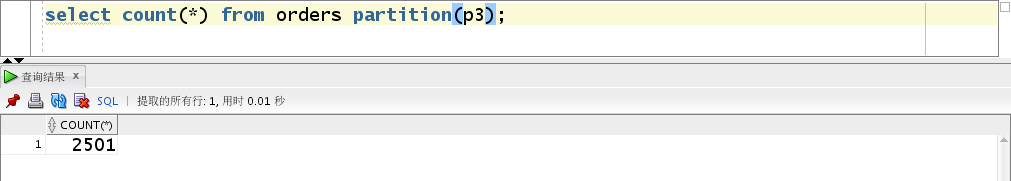 select count(*) from orders partition(p3);
查询结果 x
SQL | 提取的所有行: 1, 用时 0.01 秒
COUNT(*)
1 2501